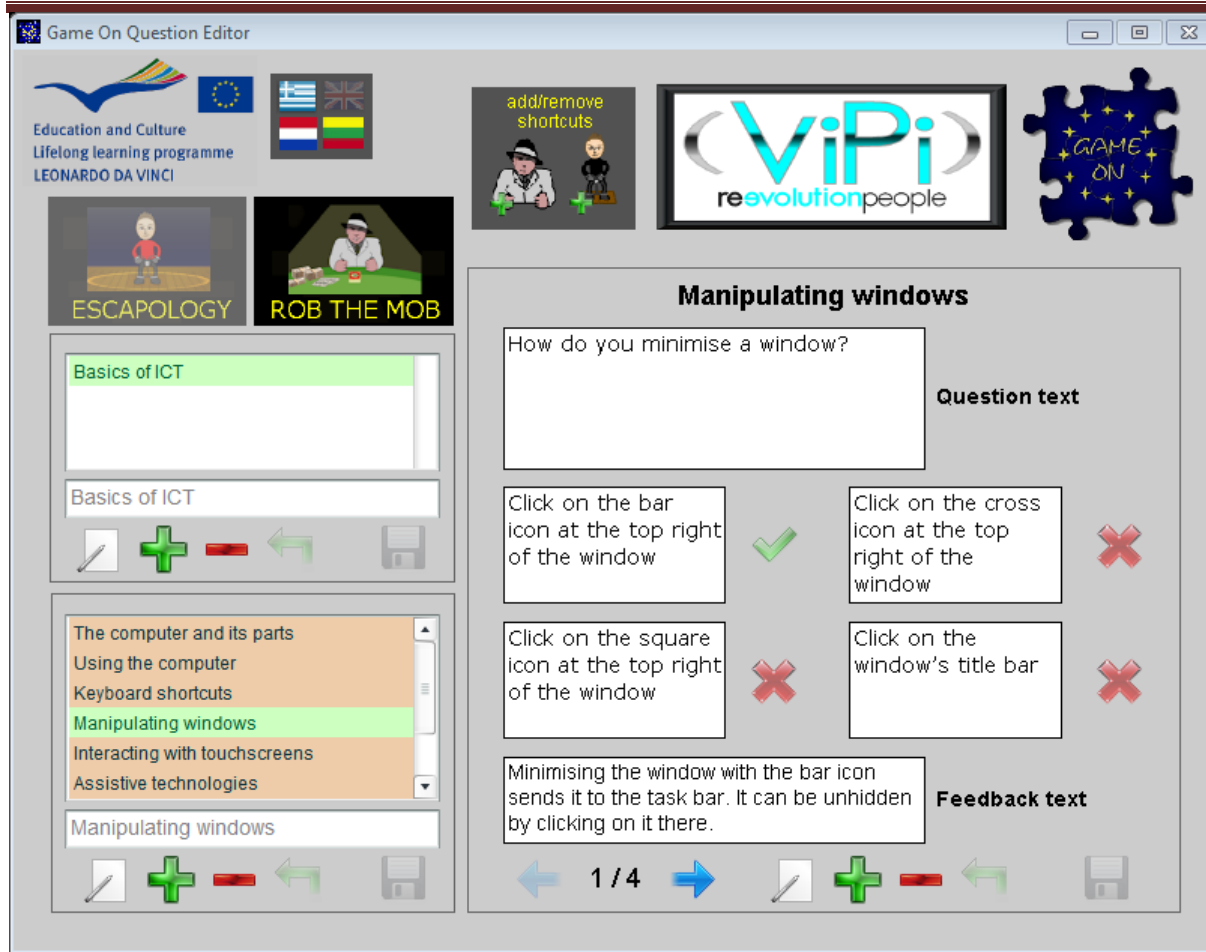 Game On Question Editor
Education and Culture
Lifelong learning programme
LEONARDO DA VINCI
add/remove
shortcuts
(ViPi)
reevolutionpeople
GAME
ON
ESCAPOLOGY
ROB THE MOB
Basics of ICT
Basics of ICT
The computer and its parts
Using the computer
Keyboard shortcuts
Manipulating windows
Interacting with touchscreens
Assistive technologies
Manipulating windows
Manipulating windows
How do you minimise a window?
Question text
Click on the bar
icon at the top right
of the window
Click on the cross
icon at the top
right of the
window
Click on the square
icon at the top right
of the window
Click on the
window's title bar
Minimising the window with the bar icon
sends it to the task bar. It can be unhidden
by clicking on it there.
Feedback text
1 / 4